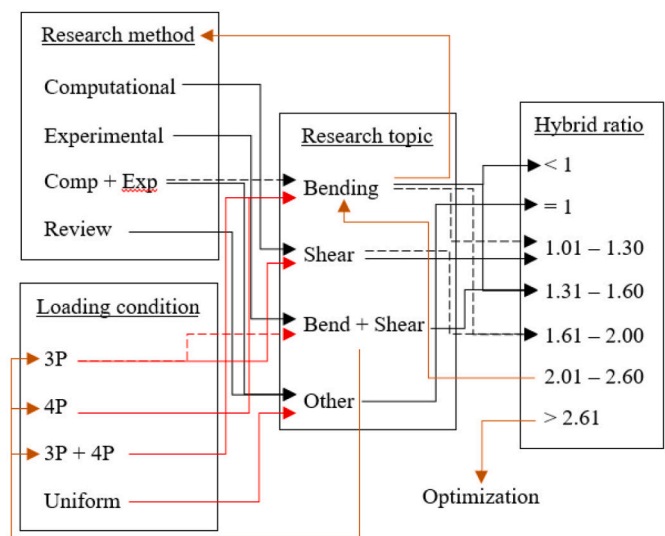 Research method
Computational
Experimental
Comp + Exp
Review
Loading condition
3P
4P
3P + 4P
Uniform
Research topic
Bending
Shear
Bend + Shear
Other
Hybrid ratio
< 1
= 1
1.01 – 1.30
1.31 – 1.60
1.61 – 2.00
2.01 – 2.60
> 2.61
Optimization